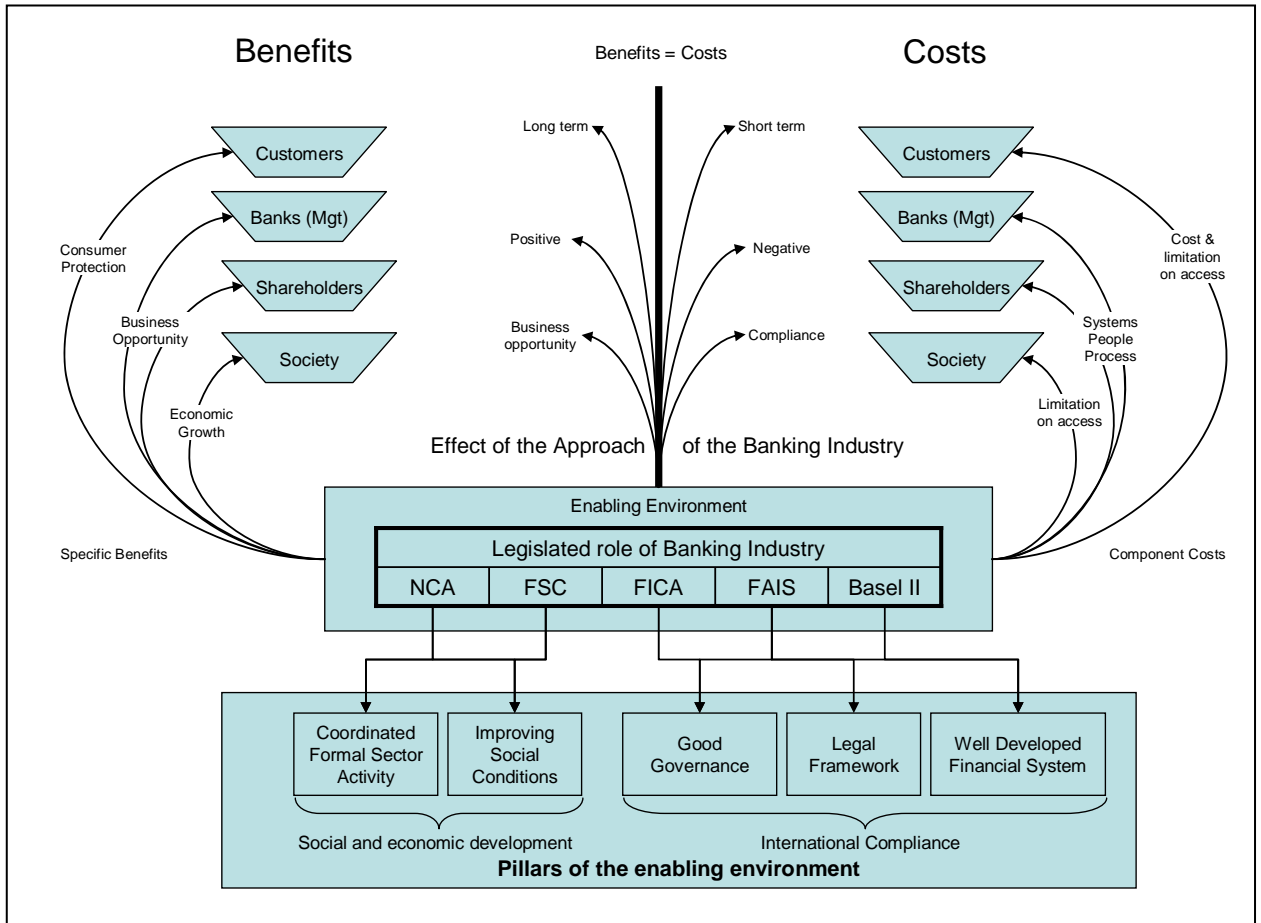 Benefits
Benefits = Costs
Costs
Long term
Short term
Customers
Customers
Banks (Mgt)
Banks (Mgt)
Consumer
Protection
Positive
Negative
Cost &
limitation
on access
Shareholders
Shareholders
Business
Opportunity
Business
opportunity
Compliance
Systems
People
Process
Society
Society
Economic
Growth
Limitation
on access
Effect of the Approach of the Banking Industry
Enabling Environment
Specific Benefits
Legislated role of Banking Industry
Component Costs
NCA FSC FICA FAIS Basel II
Coordinated
Formal Sector
Activity
Improving
Social
Conditions
Good
Governance
Legal
Framework
Well Developed
Financial System
Social and economic development
International Compliance
Pillars of the enabling environment